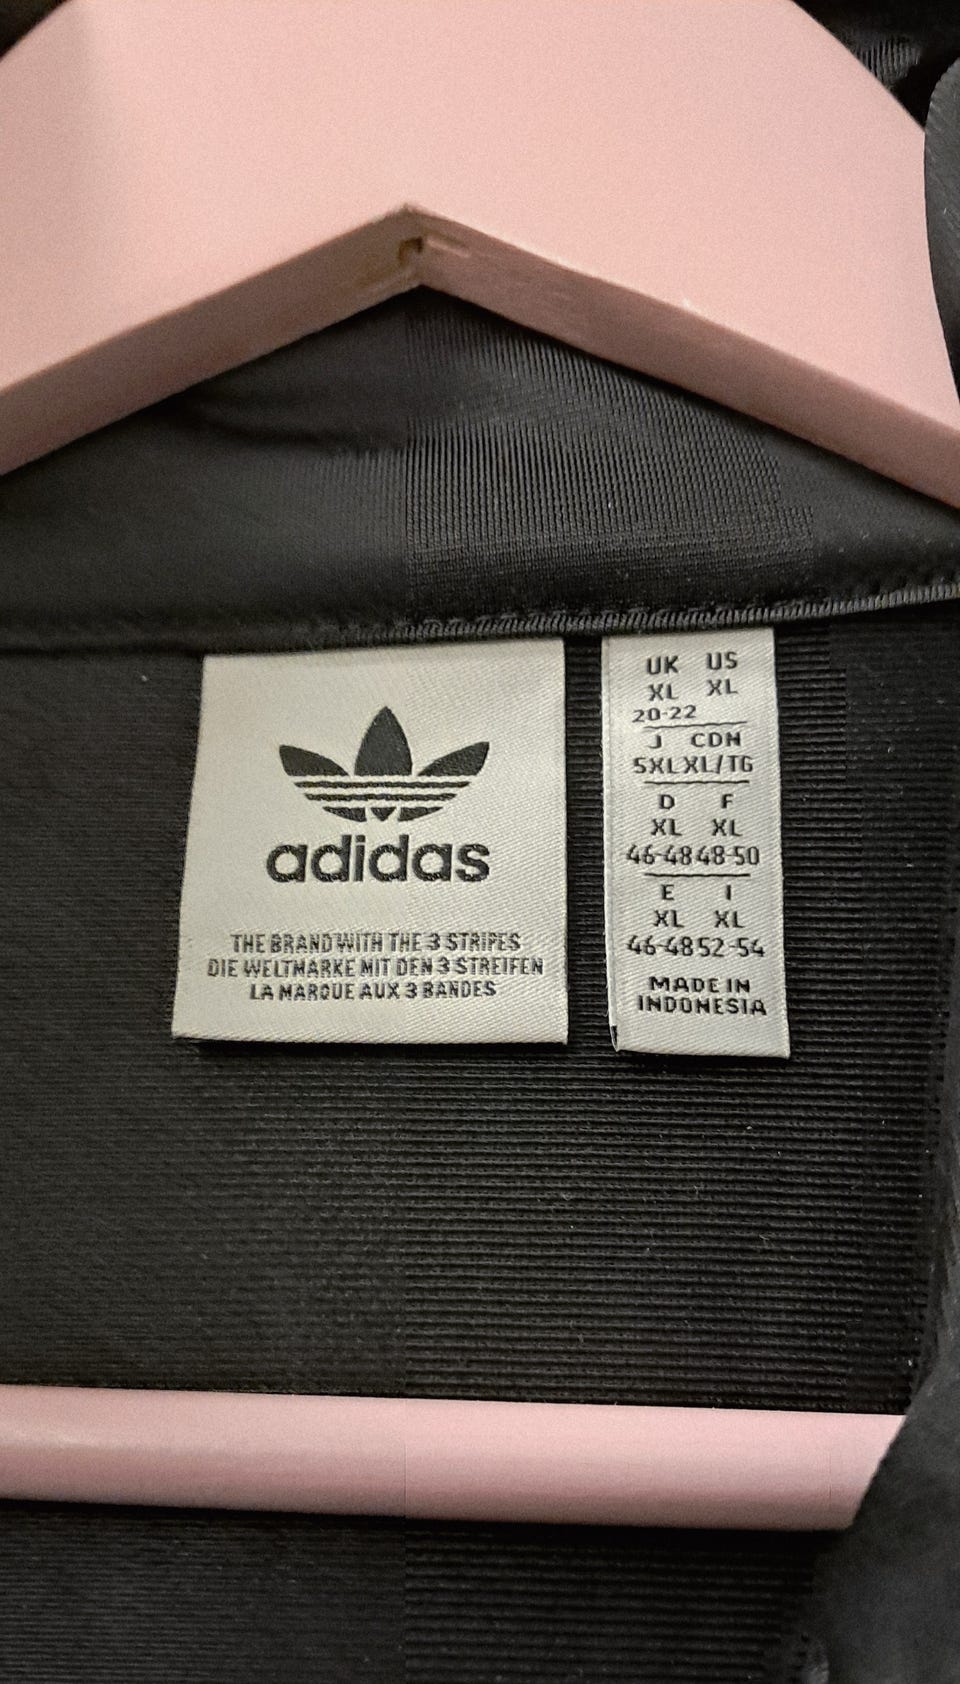 adidas
THE BRAND WITH THE 3 STRIPES
DIE WELTMARKE MIT DEN 3 STREIFEN
LA MARQUE AUX 3 BANDES
UK US
XL XL
20-22
J CDN
5XL XL/TG
D F
XL XL
46-48 48-50
E I
XL XL
46-48 52-54
MADE IN
INDONESIA